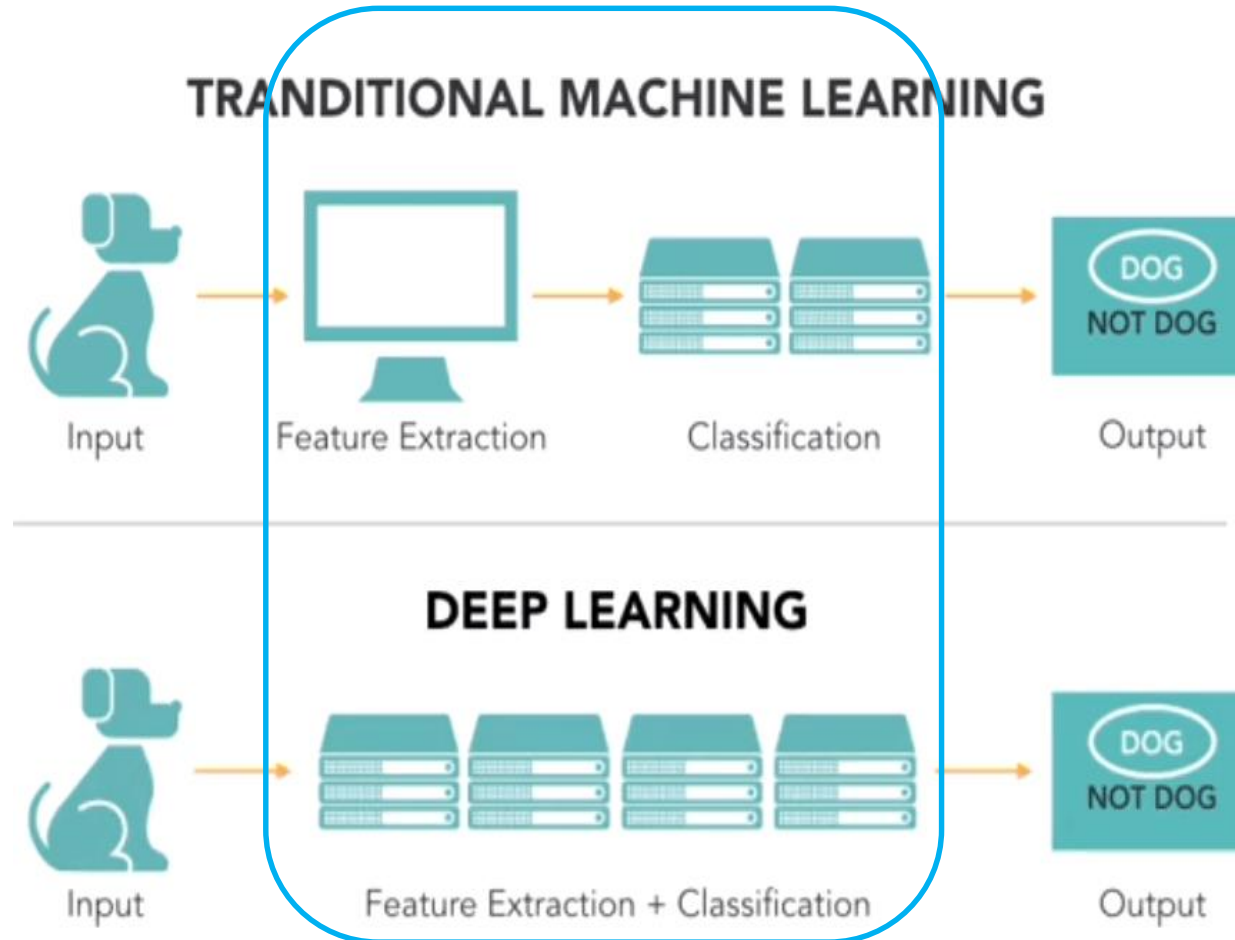 TRANDITIONAL MACHINE LEARNING
DOG
NOT DOG
Input
Feature Extraction
Classification
Output
DEEP LEARNING
DOG
NOT DOG
Input
Feature Extraction + Classification
Output